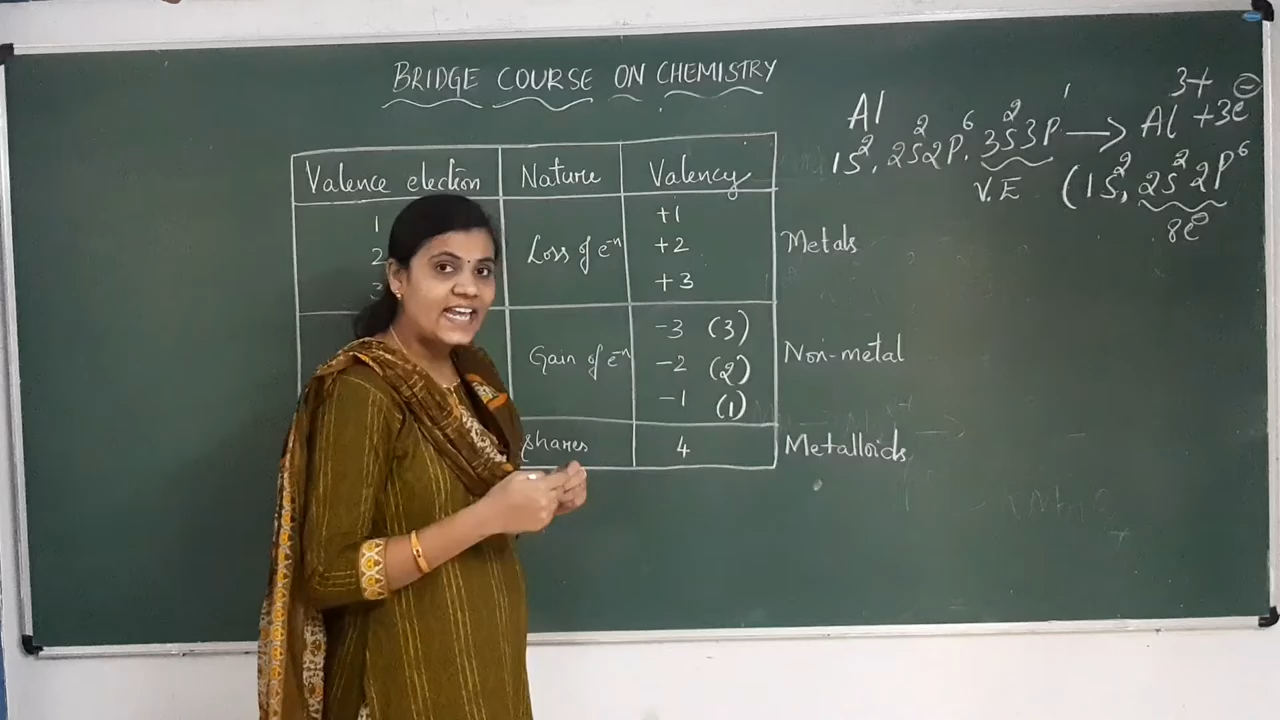 BRIDGE COURSE ON CHEMISTRY
Valence election Nature Valency
1 +1
2 Loss of e⁻ⁿ +2 Metals
3 +3
-3 (3)
Gain of e⁻ⁿ -2 (2) Non-metal
-1 (1)
shares 4 Metalloids
Al
1s², 2s²2P⁶. 3s²3P¹ → Al³⁺ + 3e⊖
V.E (1s², 2s²2P⁶
8e⁻